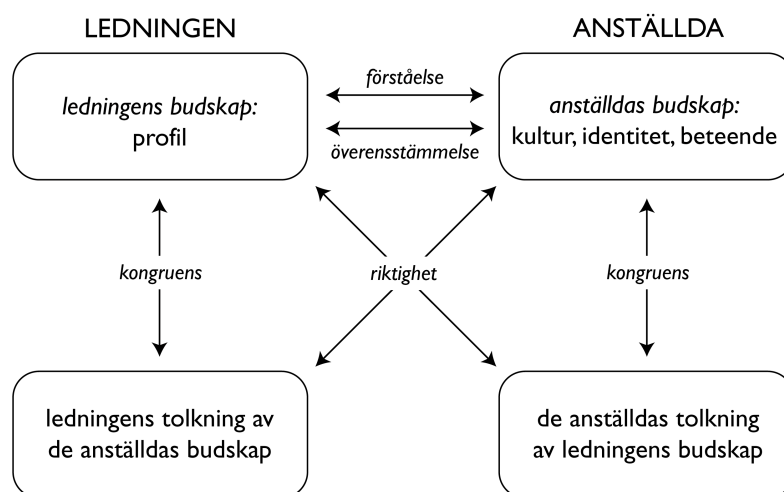 LEDNINGEN
ANSTÄLLDA
ledningens budskap:
profil
förståelse
överensstämmelse
anställdas budskap:
kultur, identitet, beteende
kongruens
riktighet
kongruens
ledningens tolkning av
de anställdas budskap
de anställdas tolkning
av ledningens budskap